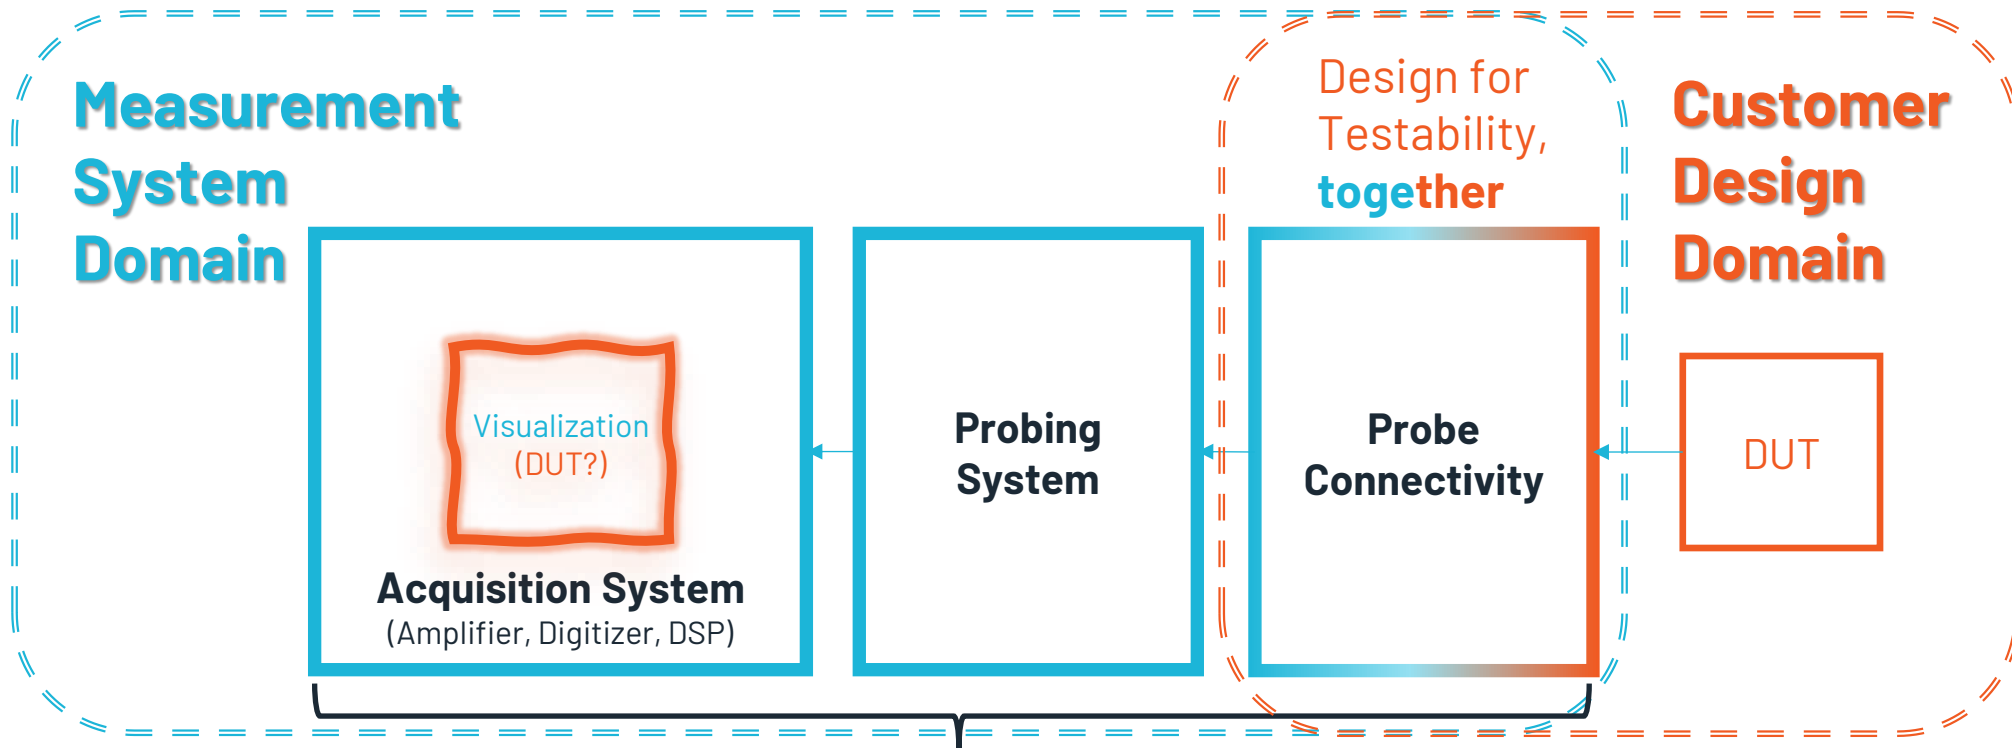 Measurement
System
Domain
Design for
Testability,
together
Customer
Design
Domain
Visualization
(DUT?)
Acquisition System
(Amplifier, Digitizer, DSP)
Probing
System
Probe
Connectivity
DUT